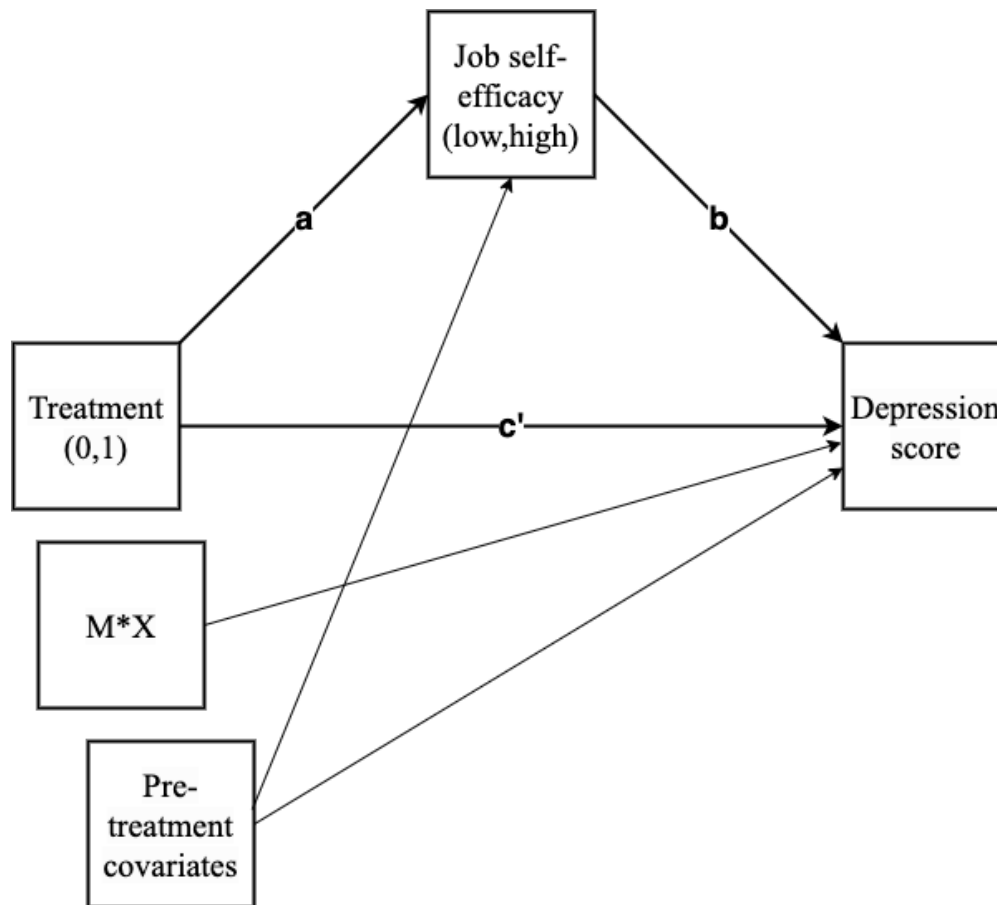 Job self-
efficacy
(low,high)
a
b
Treatment
(0,1)
c'
Depression
score
M*X
Pre-
treatment
covariates